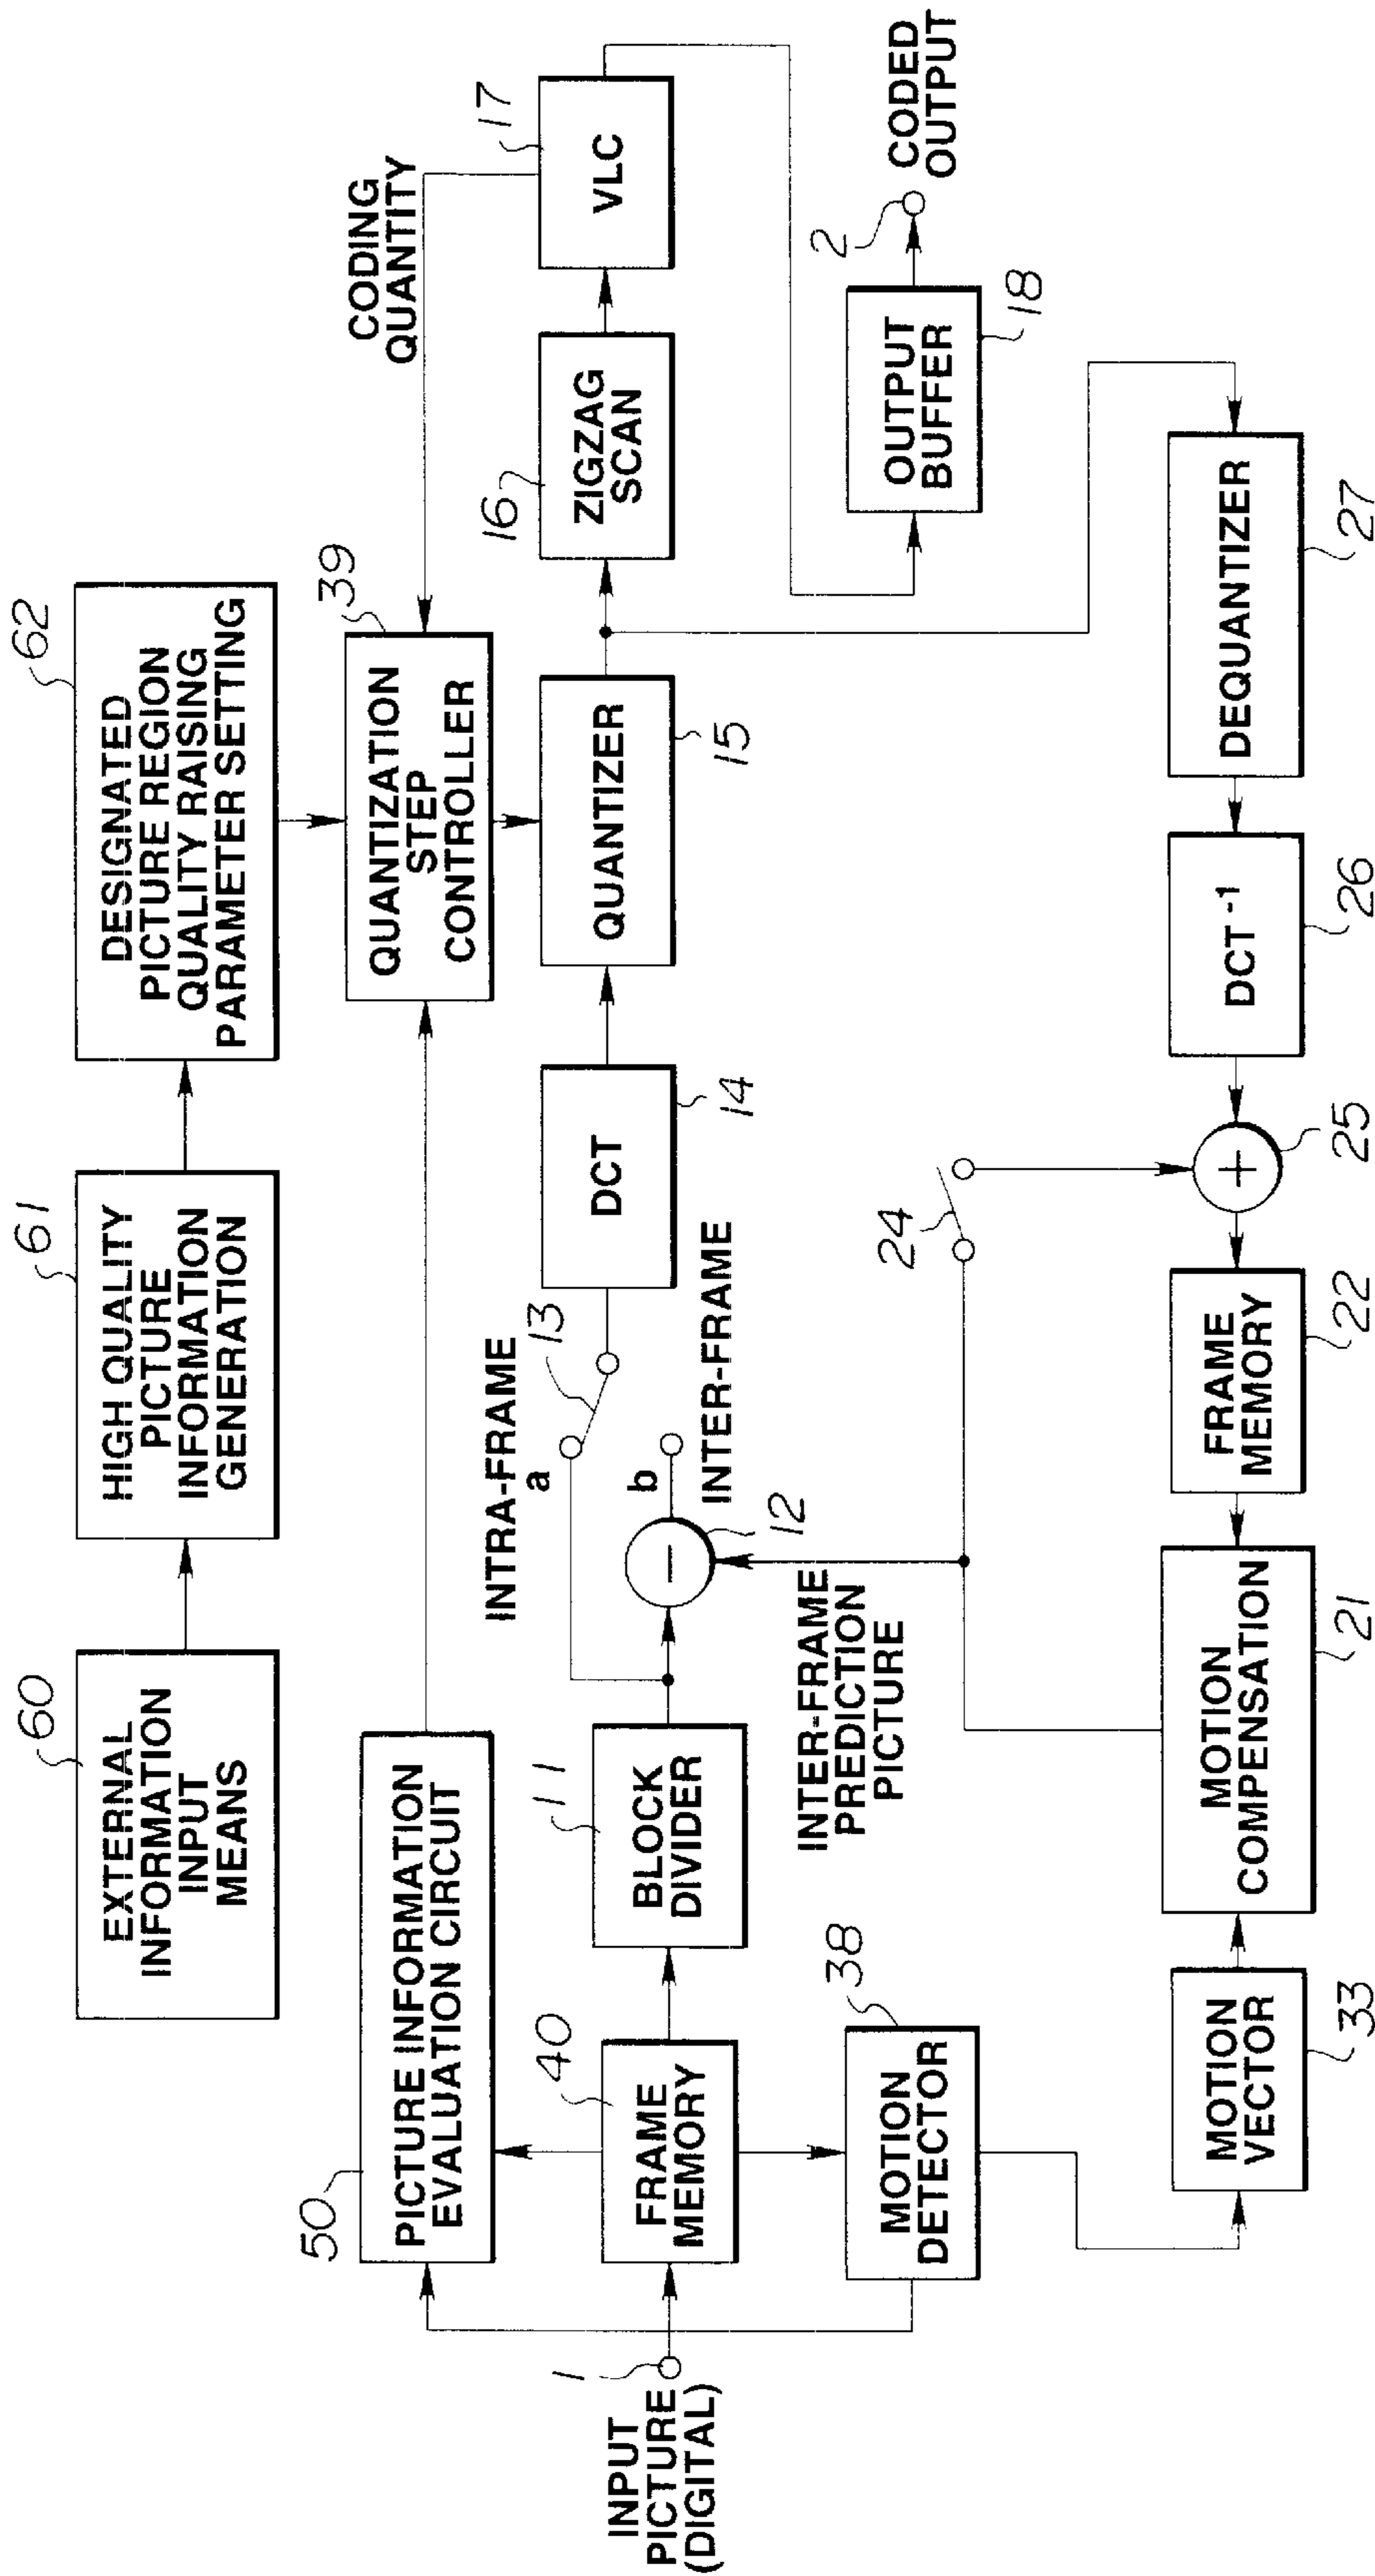 60
EXTERNAL
INFORMATION
INPUT
MEANS
61
HIGH QUALITY
PICTURE
INFORMATION
GENERATION
62
DESIGNATED
PICTURE REGION
QUALITY RAISING
PARAMETER SETTING
50
PICTURE INFORMATION
EVALUATION CIRCUIT
39
QUANTIZATION
STEP
CONTROLLER
CODING
QUANTITY
INPUT
PICTURE
(DIGITAL)
1
40
FRAME
MEMORY
11
BLOCK
DIVIDER
INTRA-FRAME
a
13
b
INTER-FRAME
12
DCT
14
QUANTIZER
15
16
ZIGZAG
SCAN
17
VLC
38
MOTION
DETECTOR
INTER-FRAME
PREDICTION
PICTURE
24
OUTPUT
BUFFER
18
2
CODED
OUTPUT
MOTION
VECTOR
33
MOTION
COMPENSATION
21
FRAME
MEMORY
22
+
25
DCT -1
26
DEQUANTIZER
27